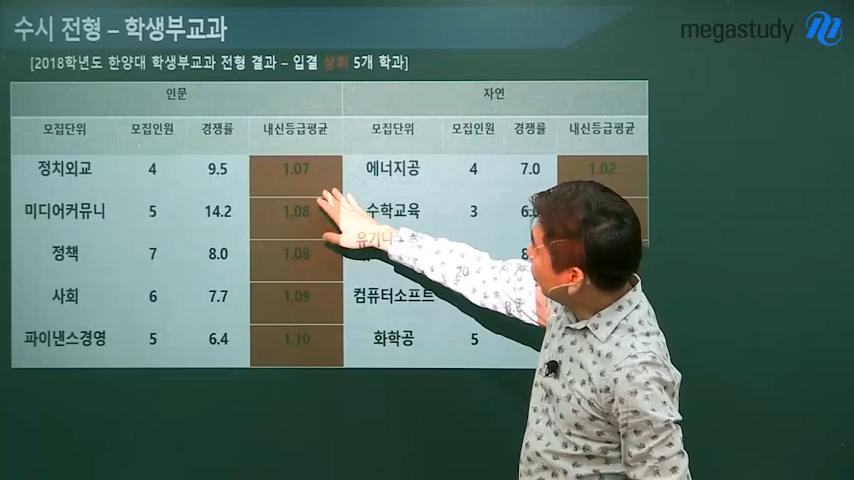 수시 전형 – 학생부교과
megastudy
[2018학년도 한양대 학생부교과 전형 결과 – 입결 상위 5개 학과]
인문 자연
모집단위 모집인원 경쟁률 내신등급평균 모집단위 모집인원 경쟁률 내신등급평균
정치외교 4 9.5 1.07 에너지공 4 7.0 1.02
미디어커뮤니 5 14.2 1.08 수학교육 3
정책 7 8.0 1.08 유기나노 20
사회 6 7.7 1.09 컴퓨터소프트
파이낸스경영 5 6.4 1.10 화학공 5